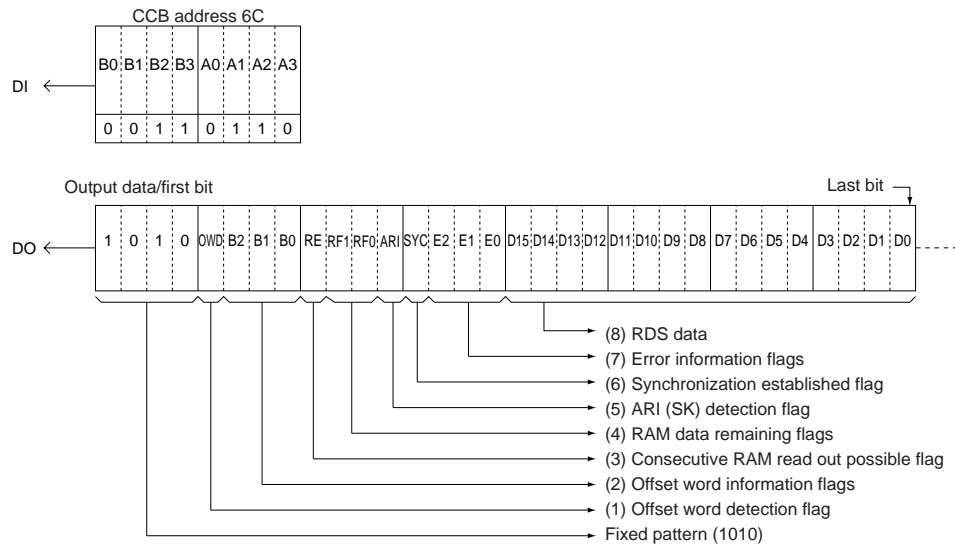 CCB address 6C
B0 B1 B2 B3 A0 A1 A2 A3
DI
0 0 1 1 0 1 1 0
Output data/first bit
Last bit
DO
1 0 1 0 OWD B2 B1 B0 RE RF1 RF0 ARI SYC E2 E1 E0 D15 D14 D13 D12 D11 D10 D9 D8 D7 D6 D5 D4 D3 D2 D1 D0
(8) RDS data
(7) Error information flags
(6) Synchronization established flag
(5) ARI (SK) detection flag
(4) RAM data remaining flags
(3) Consecutive RAM read out possible flag
(2) Offset word information flags
(1) Offset word detection flag
Fixed pattern (1010)